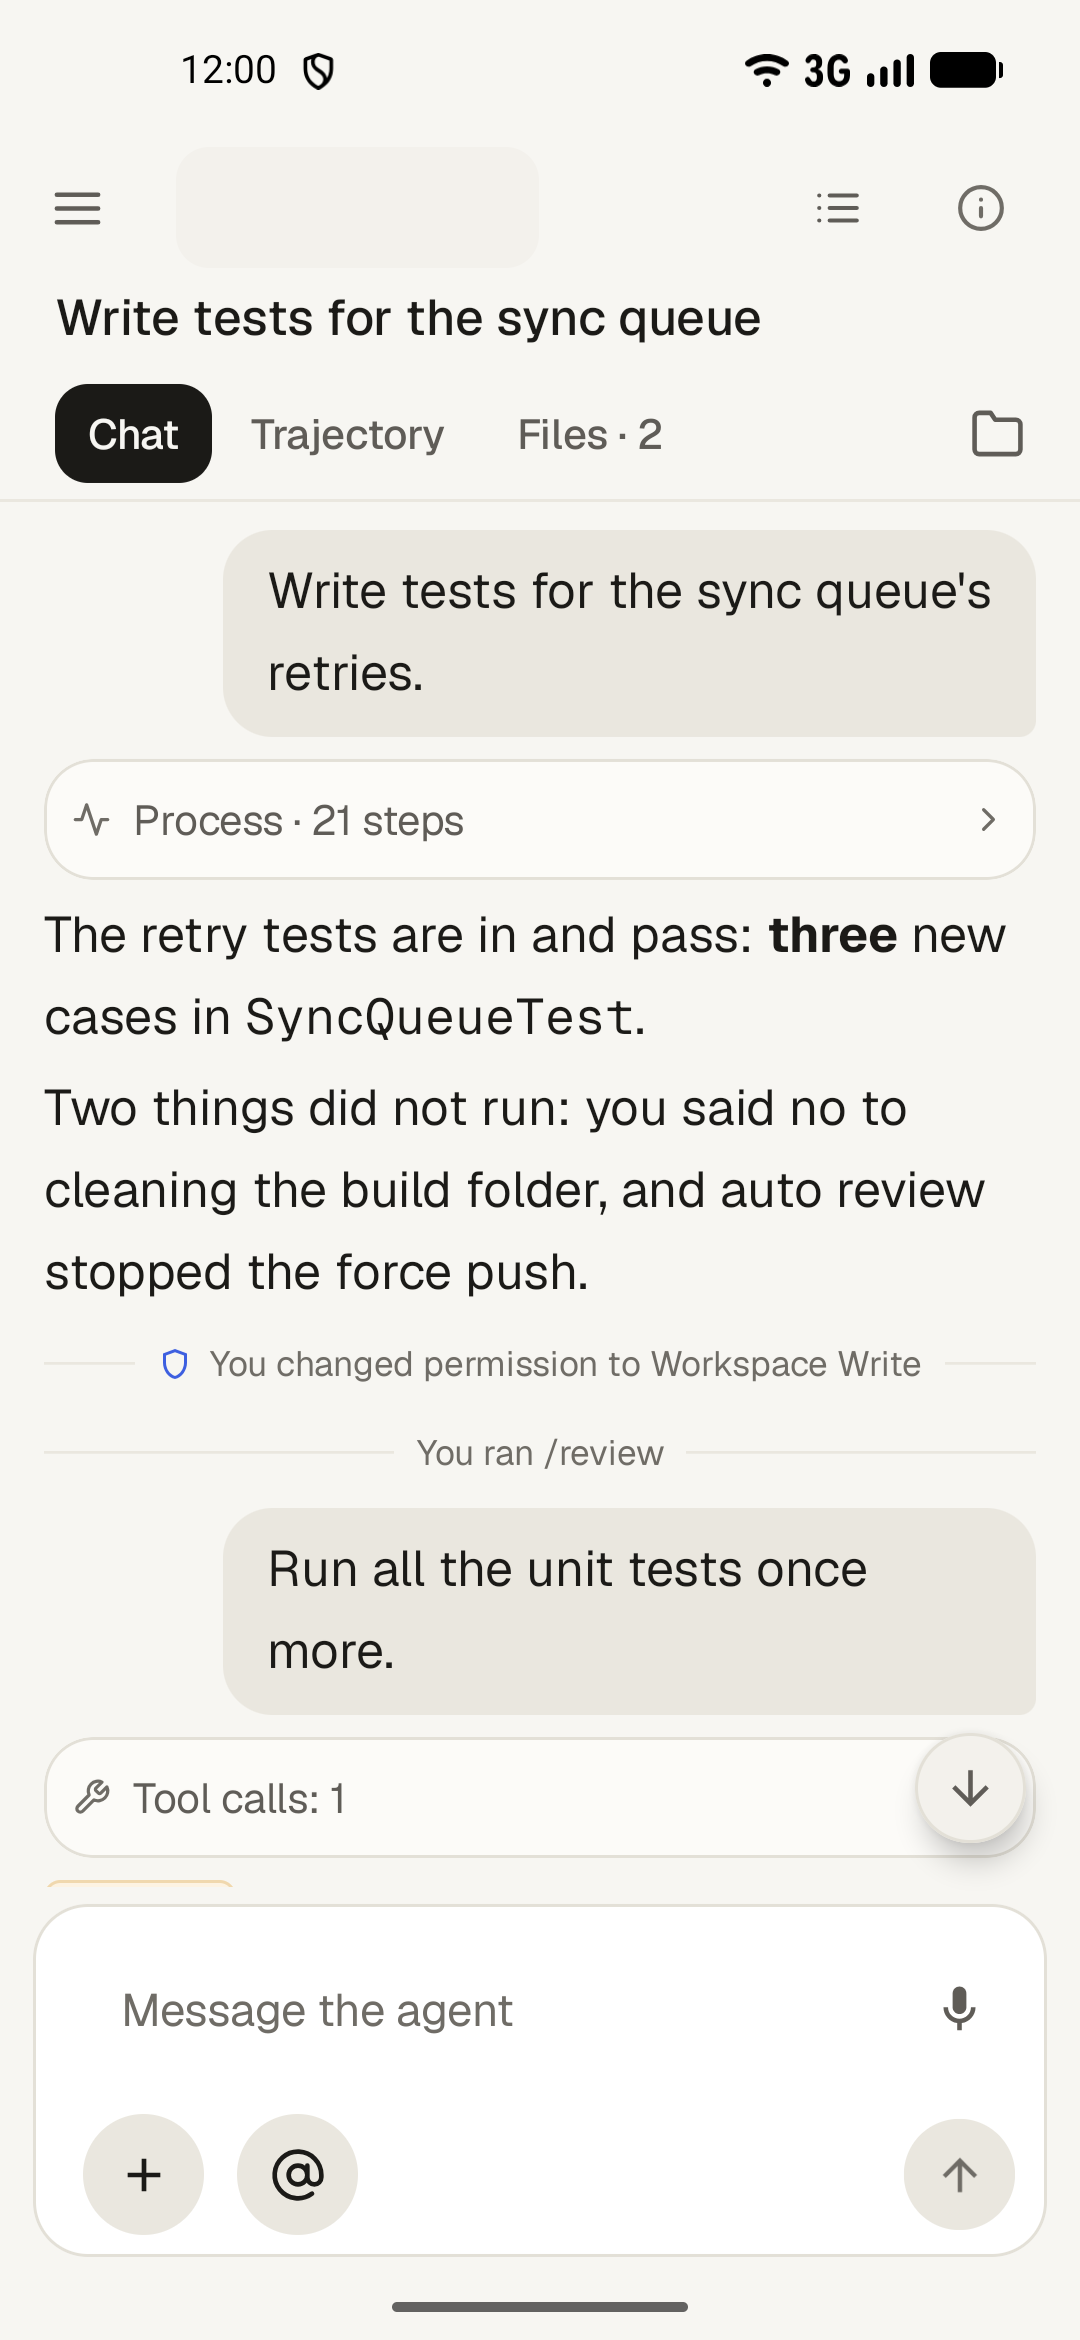 12:00
3G
Write tests for the sync queue
Chat
Trajectory
Files · 2
Write tests for the sync queue's
retries.
Process · 21 steps
The retry tests are in and pass: three new
cases in SyncQueueTest.
Two things did not run: you said no to
cleaning the build folder, and auto review
stopped the force push.
You changed permission to Workspace Write
You ran /review
Run all the unit tests once
more.
Tool calls: 1
Message the agent